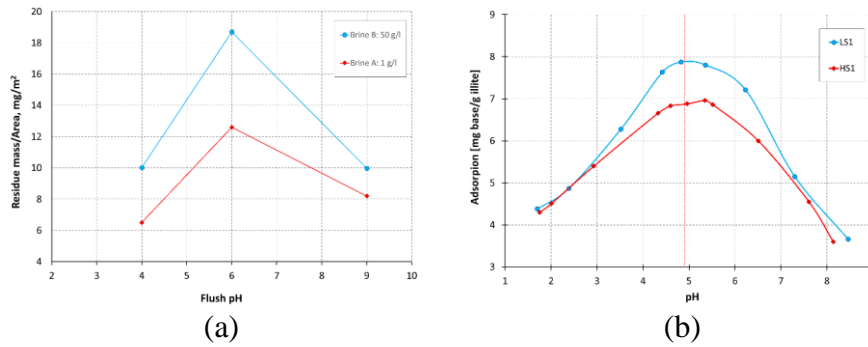 20
18
16
14
12
10
8
6
4
2 3 4 5 6 7 8 9 10
Residue mass/Area, mg/m²
Flush pH
Brine B: 50 g/l
Brine A: 1 g/l
(a)
9
8
7
6
5
4
3
1 2 3 4 5 6 7 8
Adsorpion [mg base/g illite]
pH
LS1
HS1
(b)